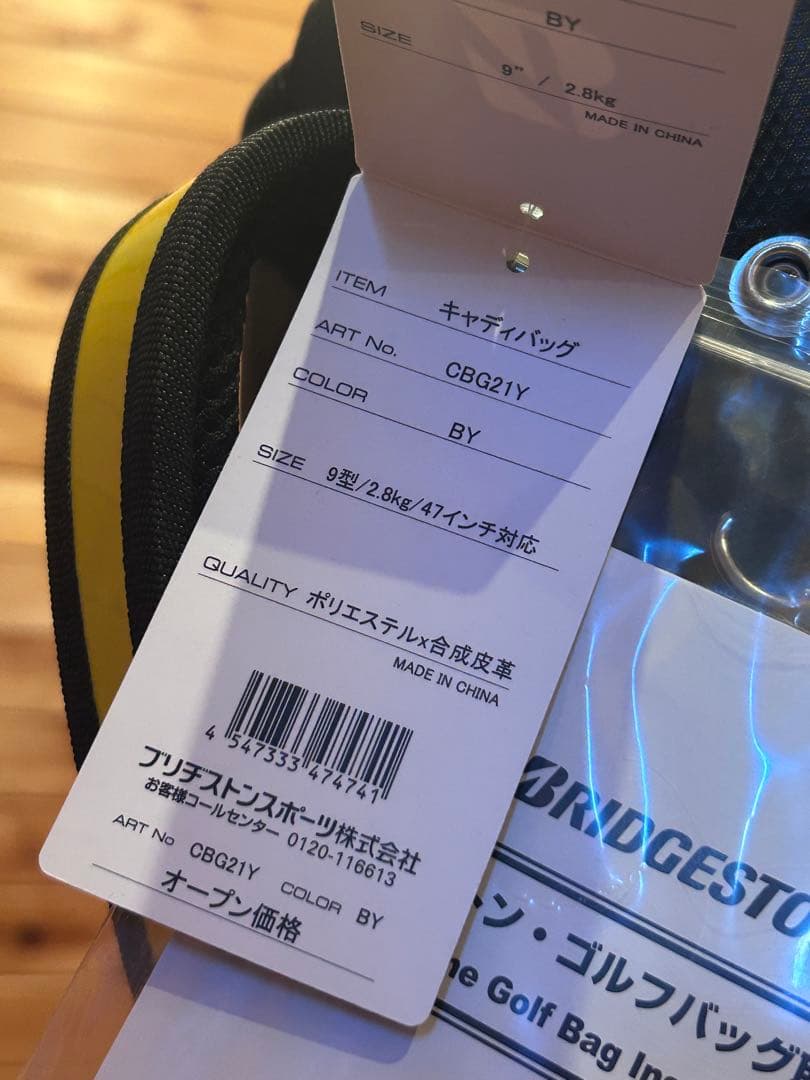 BY
SIZE
9" / 2.8kg
MADE IN CHINA
ITEM キャディバッグ
ART No. CBG21Y
COLOR BY
SIZE 9型/2.8kg/47インチ対応
QUALITY ポリエステルx合成皮革
MADE IN CHINA
4 547333 474741
ブリヂストンスポーツ株式会社
お客様コールセンター 0120-116613
ART No CBG21Y COLOR BY
オープン価格
BRIDGESTO
トン・ゴルフバッグ
ne Golf Bag Ins